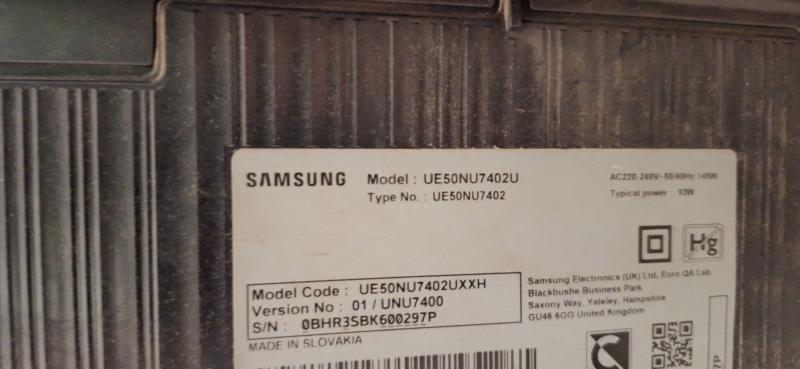 SAMSUNG Model : UE50NU7402U
Type No. : UE50NU7402
AC220-240V~ 50/60Hz 145W
Typical power : 92W
Hg
Model Code : UE50NU7402UXXH
Version No : 01 / UNU7400
S/N : 0BHR3SBK600297P
MADE IN SLOVAKIA
Samsung Electronics (UK) Ltd, Euro QA Lab.
Blackbushe Business Park
Saxony Way, Yateley, Hampshire
GU46 6GG United Kingdom
7P